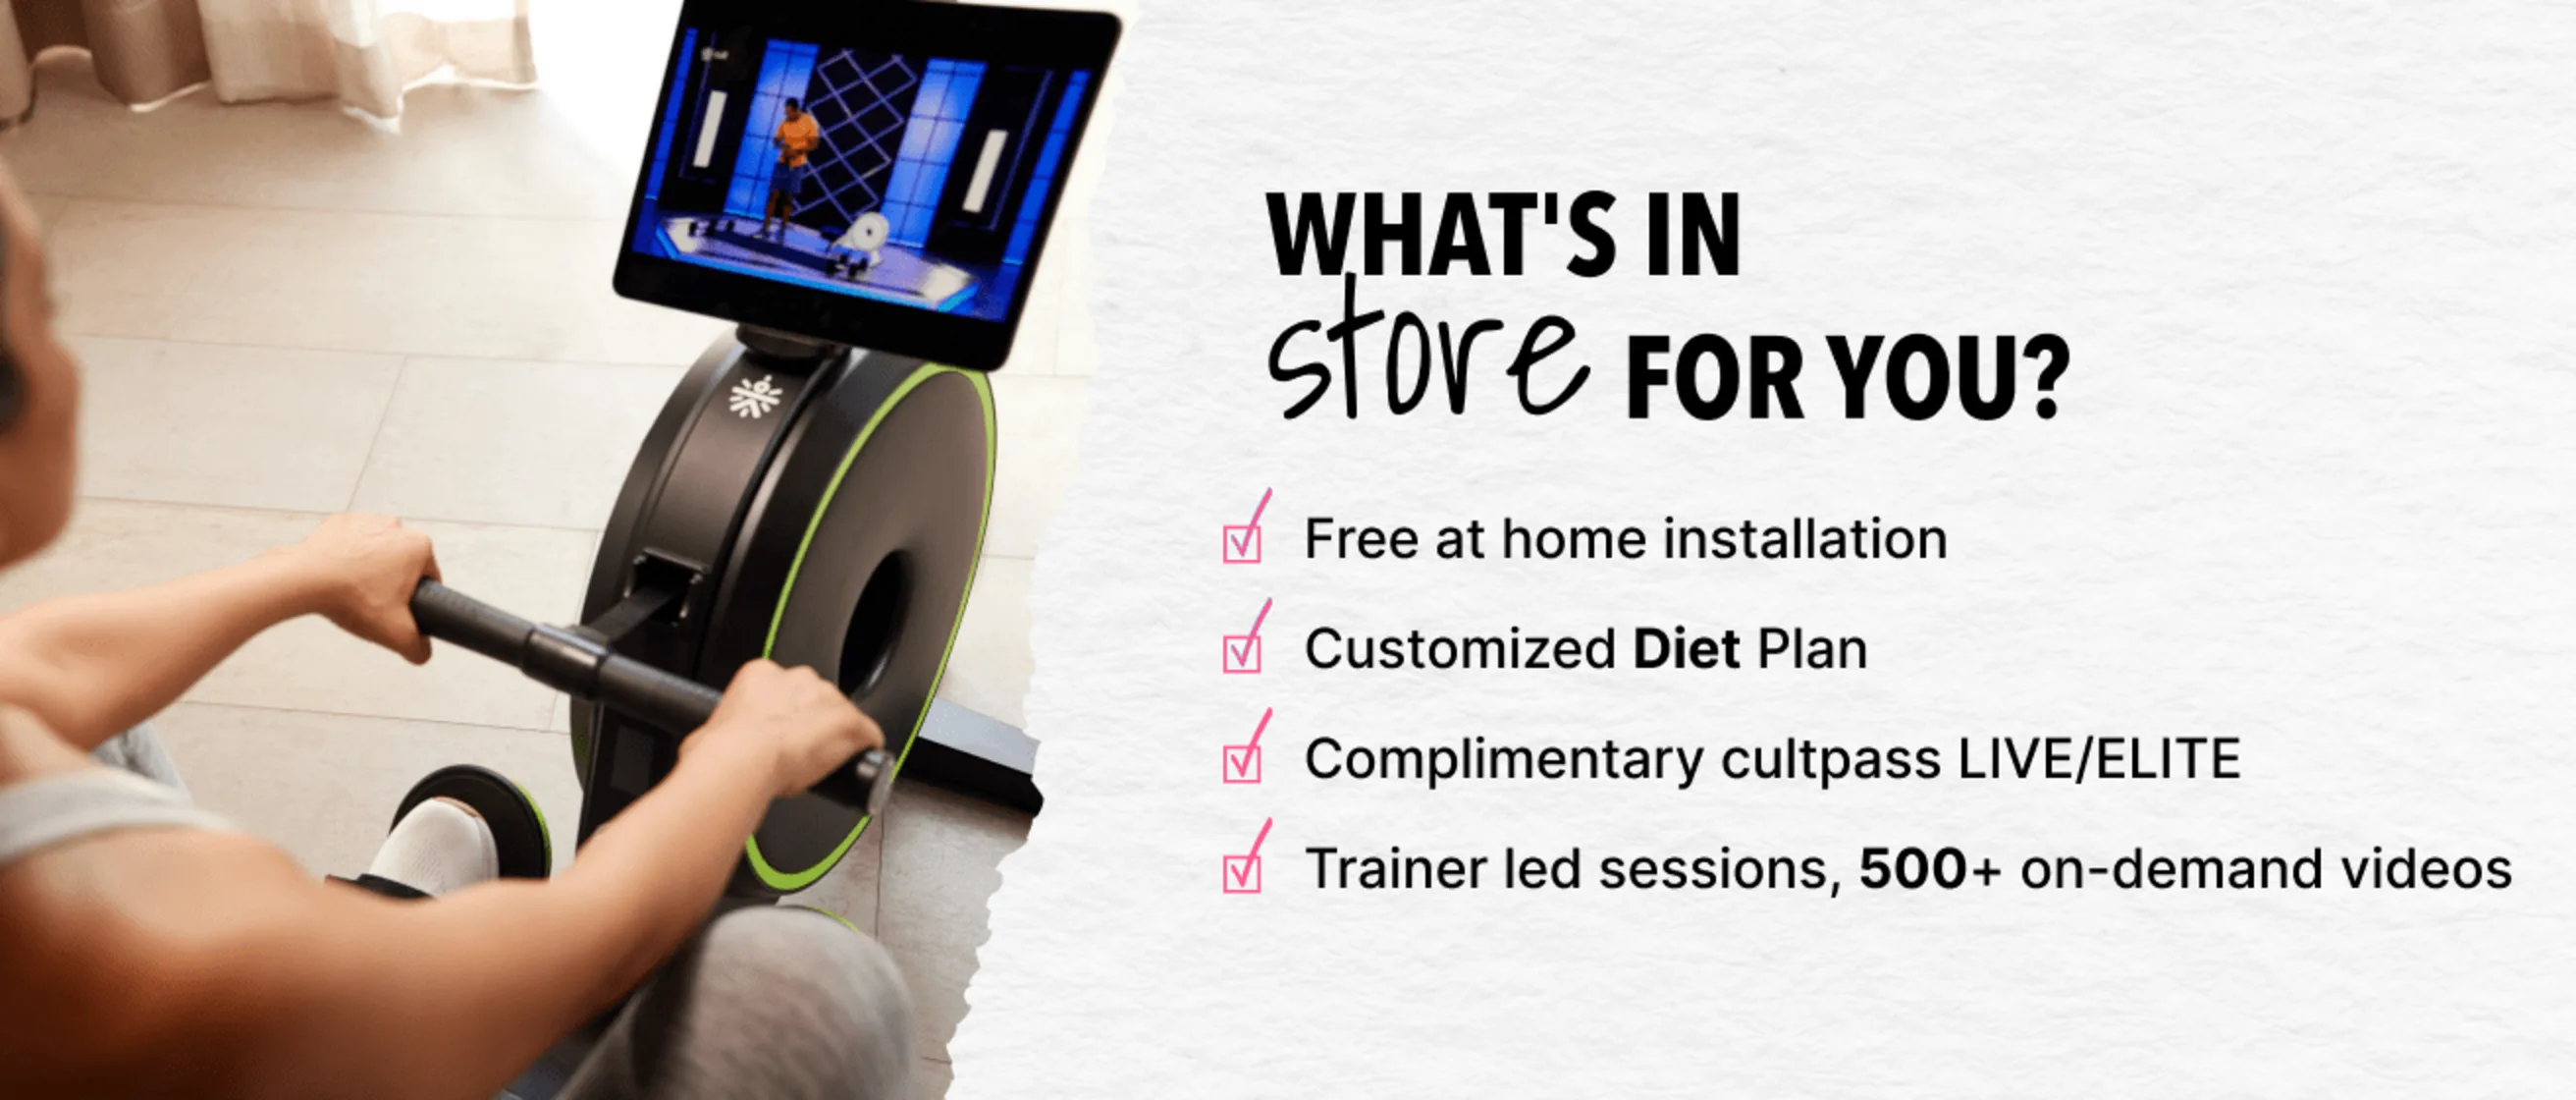 WHAT'S IN
store FOR YOU?
Free at home installation
Customized Diet Plan
Complimentary cultpass LIVE/ELITE
Trainer led sessions, 500+ on-demand videos